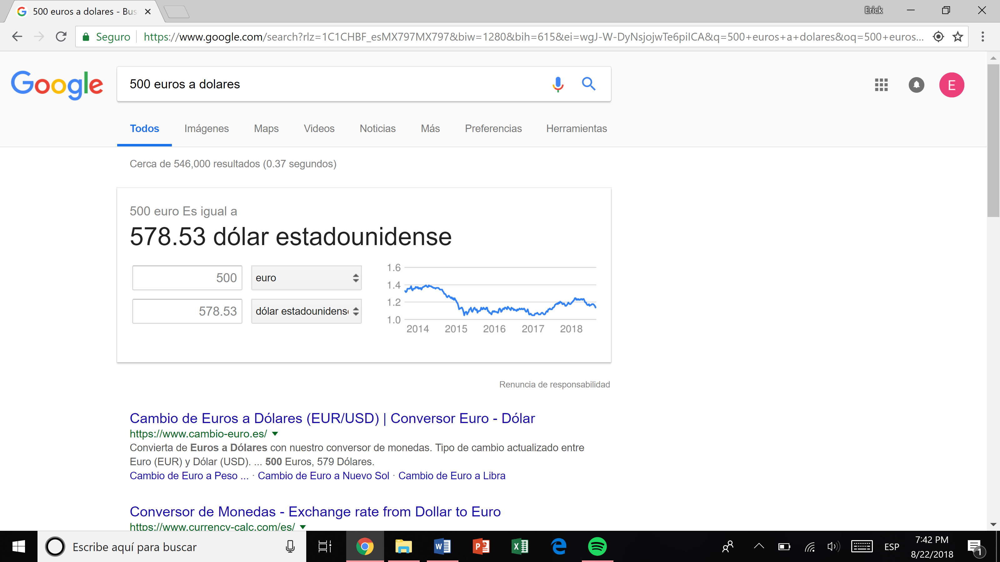 500 euros a dolares - Bus
Erick
Seguro
https://www.google.com/search?rlz=1C1CHBF_esMX797MX797&biw=1280&bih=615&ei=wgJ-W-DyNsjojwTe6piICA&q=500+euros+a+dolares&oq=500+euros...
Google
500 euros a dolares
E
Todos Imágenes Maps Videos Noticias Más Preferencias Herramientas
Cerca de 546,000 resultados (0.37 segundos)
500 euro Es igual a
578.53 dólar estadounidense
500 euro
578.53 dólar estadounidens
1.6
1.4
1.2
1.0
2014 2015 2016 2017 2018
Renuncia de responsabilidad
Cambio de Euros a Dólares (EUR/USD) | Conversor Euro - Dólar
https://www.cambio-euro.es/
Convierta de Euros a Dólares con nuestro conversor de monedas. Tipo de cambio actualizado entre
Euro (EUR) y Dólar (USD). ... 500 Euros, 579 Dólares.
Cambio de Euro a Peso ... · Cambio de Euro a Nuevo Sol · Cambio de Euro a Libra
Conversor de Monedas - Exchange rate from Dollar to Euro
https://www.currency-calc.com/es/
Escribe aquí para buscar
W
P
X
ESP
7:42 PM
8/22/2018
1